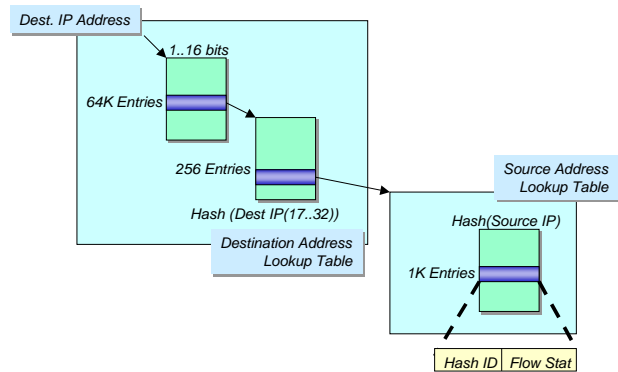 Dest. IP Address
1..16 bits
64K Entries
256 Entries
Hash (Dest IP(17..32))
Destination Address
Lookup Table
Source Address
Lookup Table
Hash(Source IP)
1K Entries
Hash ID
Flow Stat